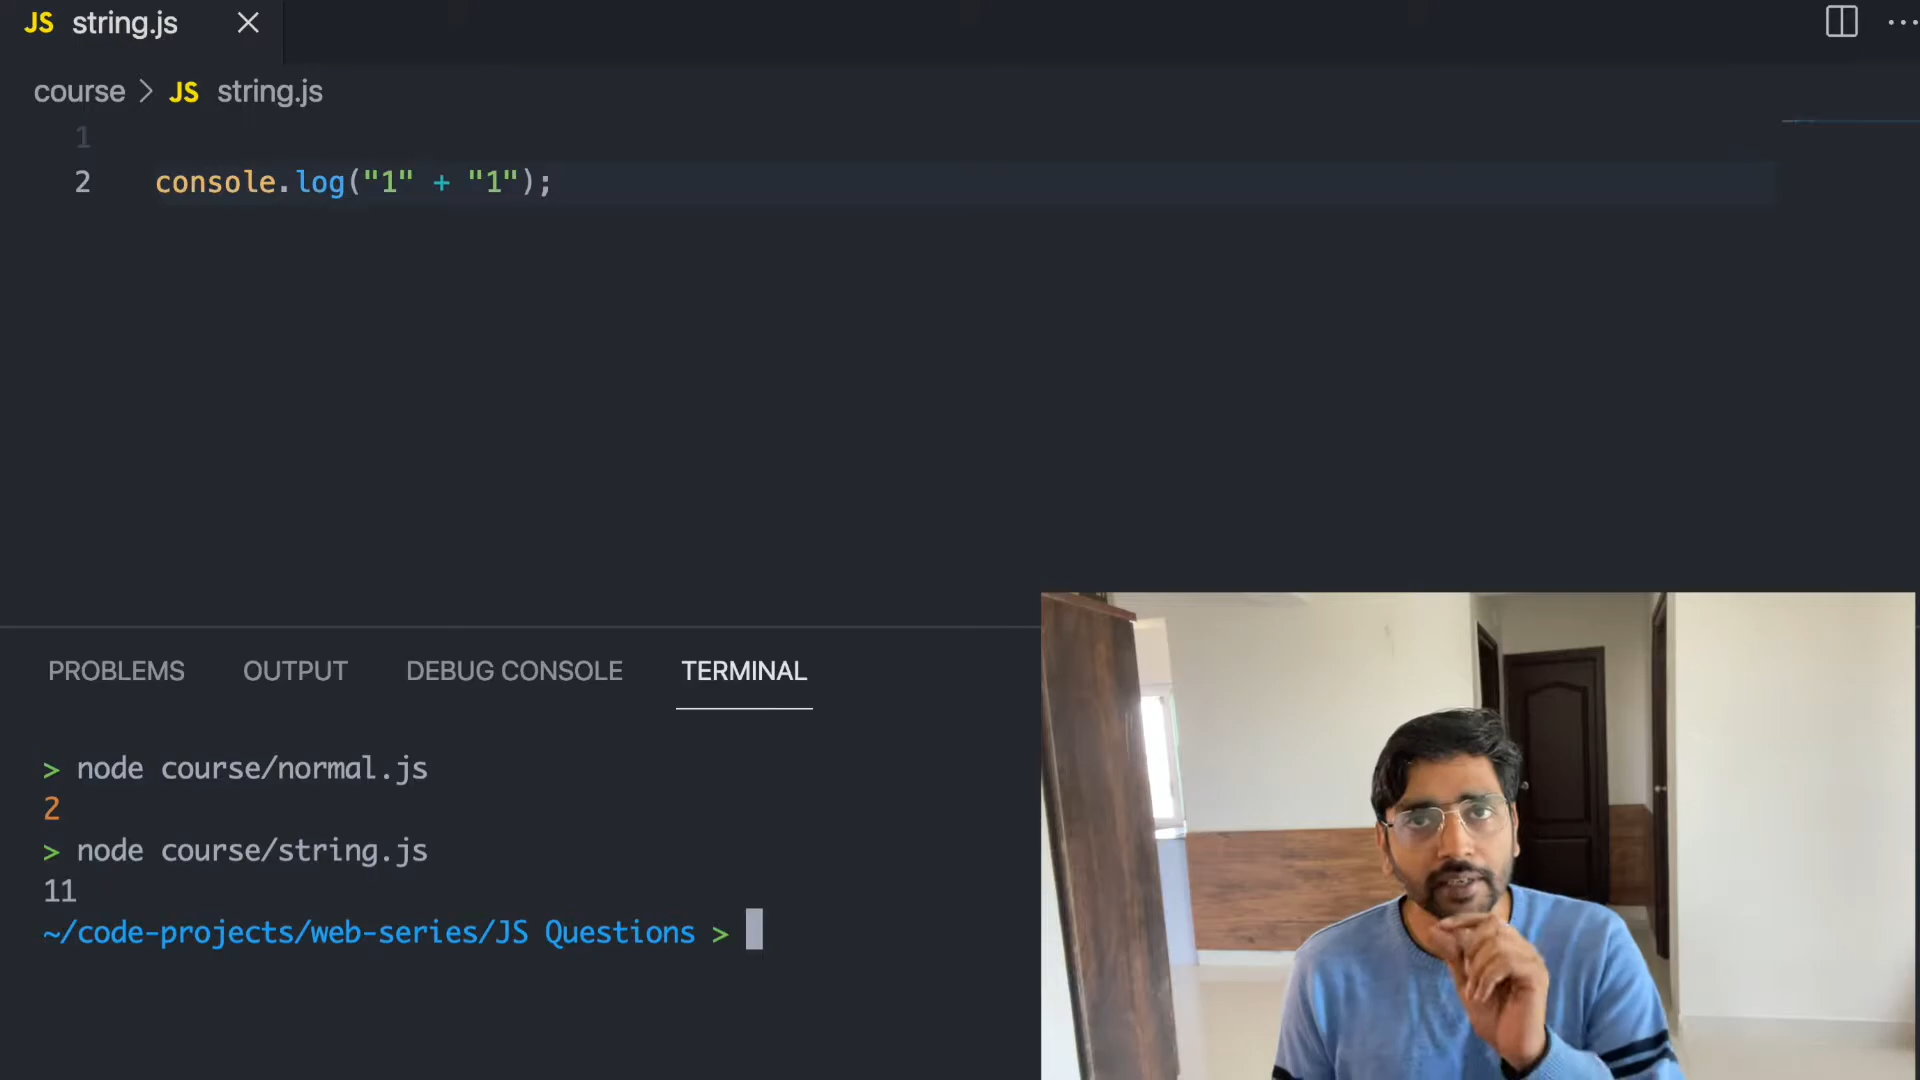 JS string.js
course > JS string.js
1
2 console.log("1" + "1");
PROBLEMS OUTPUT DEBUG CONSOLE TERMINAL
> node course/normal.js
2
> node course/string.js
11
~/code-projects/web-series/JS Questions >